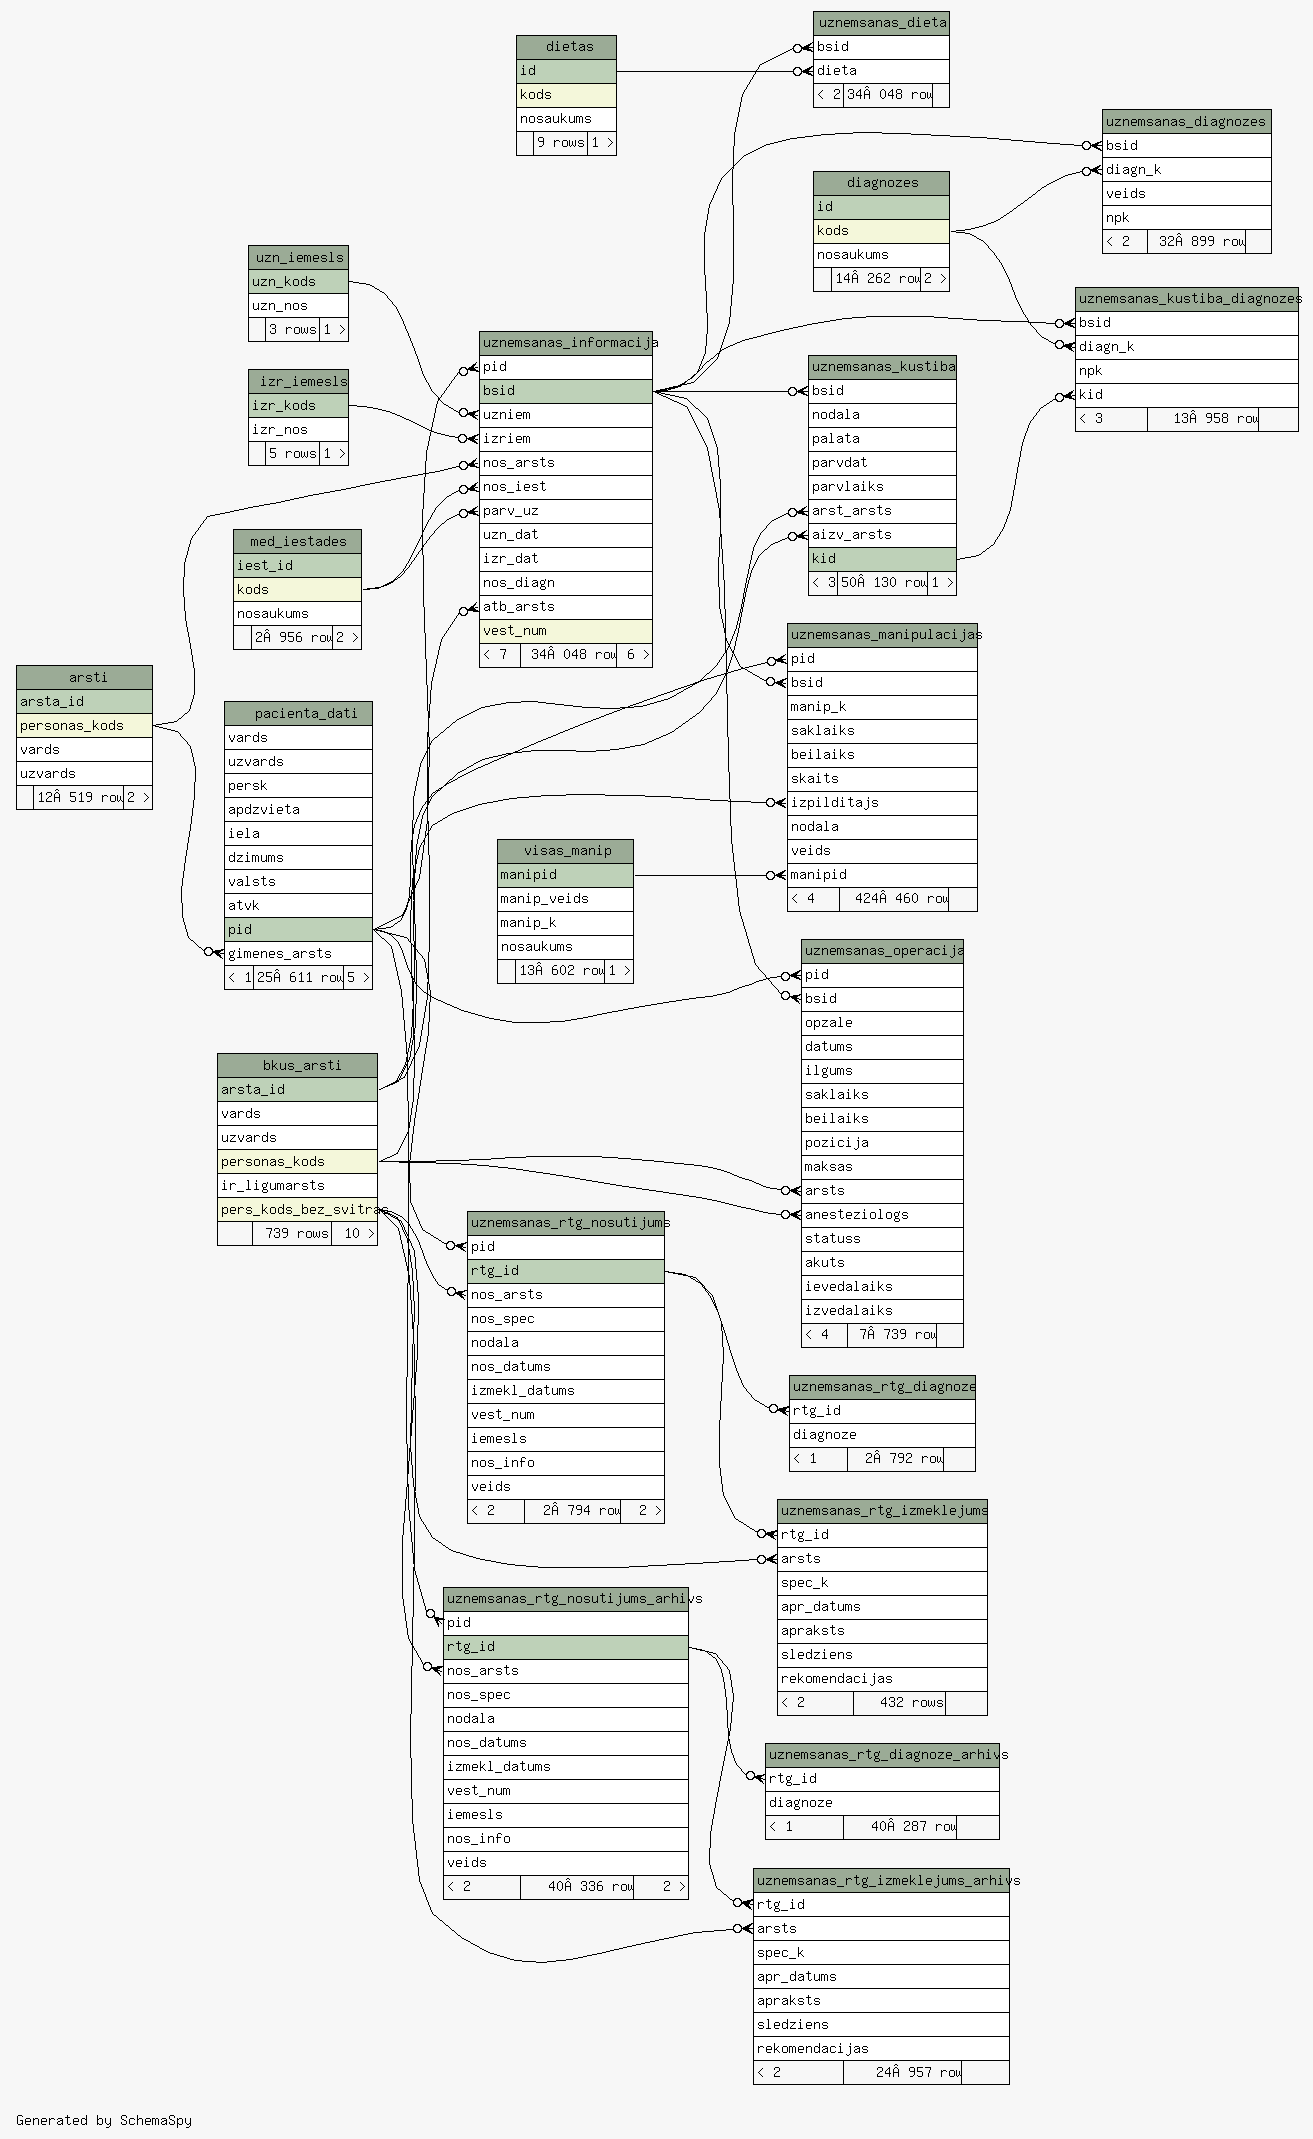 uznemsanas_dieta
bsid
dieta
< 2 34Â 048 row
dietas
id
kods
nosaukums
9 rows 1 >
uznemsanas_diagnozes
bsid
diagn_k
veids
npk
< 2 32Â 899 row
diagnozes
id
kods
nosaukums
14Â 262 row 2 >
uzn_iemesls
uzn_kods
uzn_nos
3 rows 1 >
uznemsanas_kustiba_diagnozes
bsid
diagn_k
npk
kid
< 3 13Â 958 row
izr_iemesls
izr_kods
izr_nos
5 rows 1 >
uznemsanas_informacija
pid
bsid
uzniem
izriem
nos_arsts
nos_iest
parv_uz
uzn_dat
izr_dat
nos_diagn
atb_arsts
vest_num
< 7 34Â 048 row 6 >
uznemsanas_kustiba
bsid
nodala
palata
parvdat
parvlaiks
arst_arsts
aizv_arsts
kid
< 3 50Â 130 row 1 >
med_iestades
iest_id
kods
nosaukums
2Â 956 row 2 >
uznemsanas_manipulacijas
pid
bsid
manip_k
saklaiks
beilaiks
skaits
izpilditajs
nodala
veids
manipid
< 4 424Â 460 row
arsti
arsta_id
personas_kods
vards
uzvards
12Â 519 row 2 >
pacienta_dati
vards
uzvards
persk
apdzvieta
iela
dzimums
valsts
atvk
pid
gimenes_arsts
< 1 25Â 611 row 5 >
visas_manip
manipid
manip_veids
manip_k
nosaukums
13Â 602 row 1 >
uznemsanas_operacija
pid
bsid
opzale
datums
ilgums
saklaiks
beilaiks
pozicija
maksas
arsts
anesteziologs
statuss
akuts
ievedalaiks
izvedalaiks
< 4 7Â 739 row
bkus_arsti
arsta_id
vards
uzvards
personas_kods
ir_ligumarsts
pers_kods_bez_svitras
739 rows 10 >
uznemsanas_rtg_nosutijums
pid
rtg_id
nos_arsts
nos_spec
nodala
nos_datums
izmekl_datums
vest_num
iemesls
nos_info
veids
< 2 2Â 794 row 2 >
uznemsanas_rtg_diagnoze
rtg_id
diagnoze
< 1 2Â 792 row
uznemsanas_rtg_izmeklejums
rtg_id
arsts
spec_k
apr_datums
apraksts
sledziens
rekomendacijas
< 2 432 rows
uznemsanas_rtg_nosutijums_arhivs
pid
rtg_id
nos_arsts
nos_spec
nodala
nos_datums
izmekl_datums
vest_num
iemesls
nos_info
veids
< 2 40Â 336 row 2 >
uznemsanas_rtg_diagnoze_arhivs
rtg_id
diagnoze
< 1 40Â 287 row
uznemsanas_rtg_izmeklejums_arhivs
rtg_id
arsts
spec_k
apr_datums
apraksts
sledziens
rekomendacijas
< 2 24Â 957 row
Generated by SchemaSpy